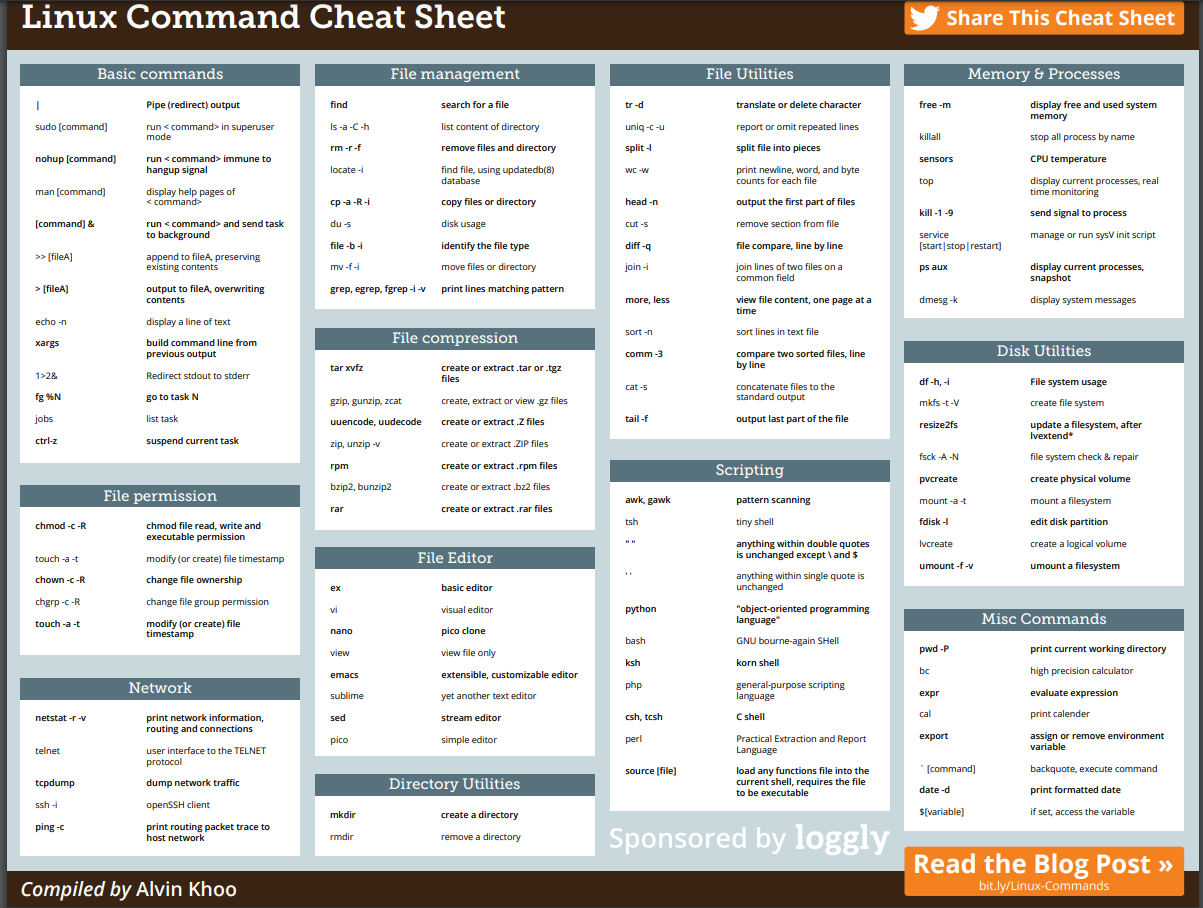 Linux Command Cheat Sheet
Share This Cheat Sheet
Basic commands
| Pipe (redirect) output
sudo [command] run < command> in superuser
mode
nohup [command] run < command> immune to
hangup signal
man [command] display help pages of
< command>
[command] & run < command> and send task
to background
>> [fileA] append to fileA, preserving
existing contents
> [fileA] output to fileA, overwriting
contents
echo -n display a line of text
xargs build command line from
previous output
1>2& Redirect stdout to stderr
fg %N go to task N
jobs list task
ctrl-z suspend current task
File permission
chmod -c -R chmod file read, write and
executable permission
touch -a -t modify (or create) file timestamp
chown -c -R change file ownership
chgrp -c -R change file group permission
touch -a -t modify (or create) file
timestamp
Network
netstat -r -v print network information,
routing and connections
telnet user interface to the TELNET
protocol
tcpdump dump network traffic
ssh -i openSSH client
ping -c print routing packet trace to
host network
File management
find search for a file
ls -a -C -h list content of directory
rm -r -f remove files and directory
locate -i find file, using updatedb(8)
database
cp -a -R -i copy files or directory
du -s disk usage
file -b -i identify the file type
mv -f -i move files or directory
grep, egrep, fgrep -i -v print lines matching pattern
File compression
tar xvfz create or extract .tar or .tgz
files
gzip, gunzip, zcat create, extract or view .gz files
uuencode, uudecode create or extract .Z files
zip, unzip -v create or extract .ZIP files
rpm create or extract .rpm files
bzip2, bunzip2 create or extract .bz2 files
rar create or extract .rar files
File Editor
ex basic editor
vi visual editor
nano pico clone
view view file only
emacs extensible, customizable editor
sublime yet another text editor
sed stream editor
pico simple editor
Directory Utilities
mkdir create a directory
rmdir remove a directory
File Utilities
tr -d translate or delete character
uniq -c -u report or omit repeated lines
split -l split file into pieces
wc -w print newline, word, and byte
counts for each file
head -n output the first part of files
cut -s remove section from file
diff -q file compare, line by line
join -i join lines of two files on a
common field
more, less view file content, one page at a
time
sort -n sort lines in text file
comm -3 compare two sorted files, line
by line
cat -s concatenate files to the
standard output
tail -f output last part of the file
Scripting
awk, gawk pattern scanning
tsh tiny shell
" " anything within double quotes
is unchanged except \ and $
' ' anything within single quote is
unchanged
python "object-oriented programming
language"
bash GNU bourne-again SHell
ksh korn shell
php general-purpose scripting
language
csh, tcsh C shell
perl Practical Extraction and Report
Language
source [file] load any functions file into the
current shell, requires the file
to be executable
Sponsored by loggly
Memory & Processes
free -m display free and used system
memory
killall stop all process by name
sensors CPU temperature
top display current processes, real
time monitoring
kill -1 -9 send signal to process
service manage or run sysV init script
[start|stop|restart]
ps aux display current processes,
snapshot
dmesg -k display system messages
Disk Utilities
df -h, -i File system usage
mkfs -t -V create file system
resize2fs update a filesystem, after
lvextend*
fsck -A -N file system check & repair
pvcreate create physical volume
mount -a -t mount a filesystem
fdisk -l edit disk partition
lvcreate create a logical volume
umount -f -v umount a filesystem
Misc Commands
pwd -P print current working directory
bc high precision calculator
expr evaluate expression
cal print calender
export assign or remove environment
variable
` [command] backquote, execute command
date -d print formatted date
$[variable] if set, access the variable
Read the Blog Post »
bit.ly/Linux-Commands
Compiled by Alvin Khoo